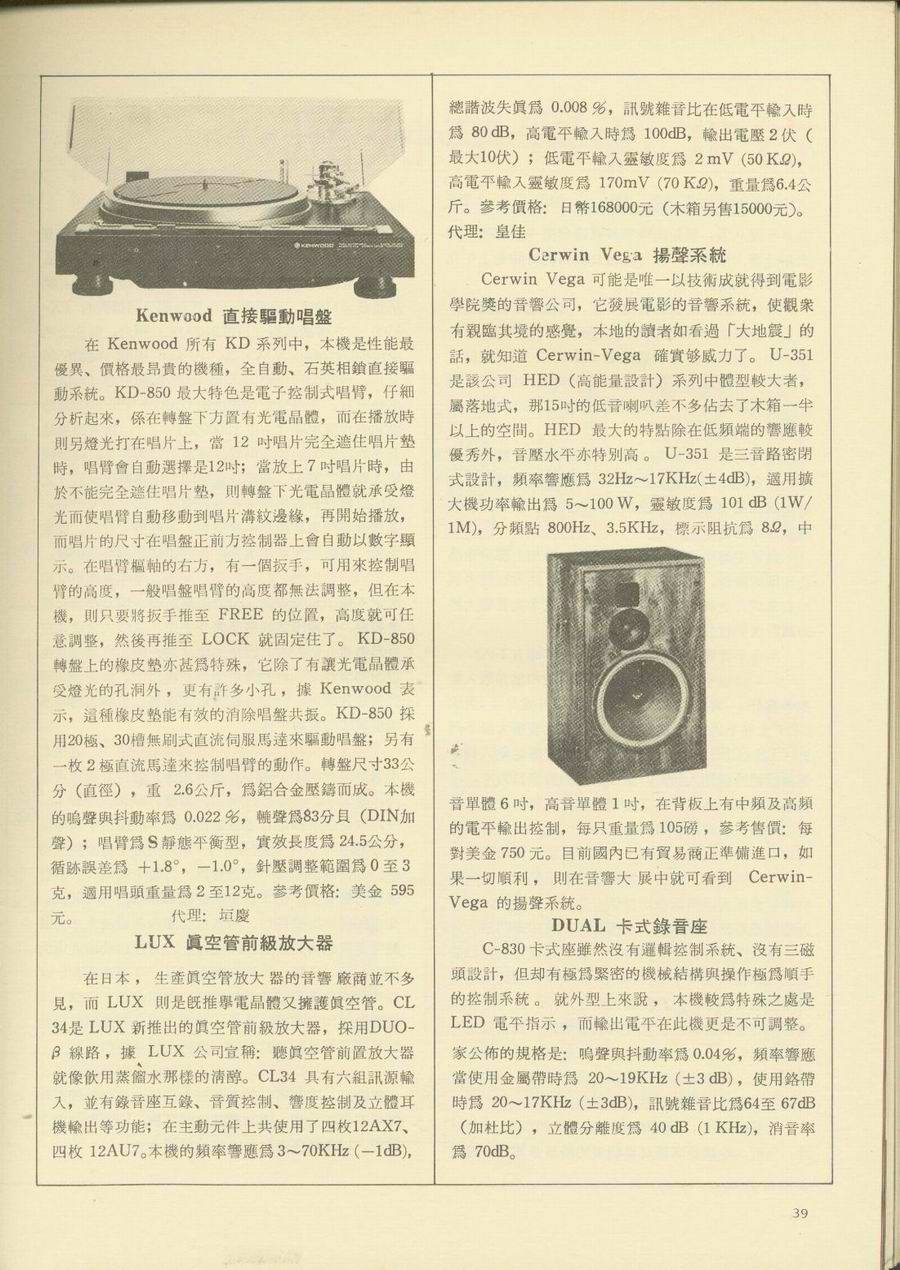 KENWOOD
Kenwood 直接驅動唱盤
在 Kenwood 所有 KD 系列中，本機是性能最
優異、價格最昂貴的機種，全自動、石英相鎖直接驅
動系統。KD-850 最大特色是電子控制式唱臂，仔細
分析起來，係在轉盤下方置有光電晶體，而在播放時
則另燈光打在唱片上，當 12 吋唱片完全遮住唱片墊
時，唱臂會自動選擇是12吋；當放上 7 吋唱片時，由
於不能完全遮住唱片墊，則轉盤下光電晶體就承受燈
光而使唱臂自動移動到唱片溝紋邊緣，再開始播放，
而唱片的尺寸在唱盤正前方控制器上會自動以數字顯
示。在唱臂樞軸的右方，有一個扳手，可用來控制唱
臂的高度，一般唱盤唱臂的高度都無法調整，但在本
機，則只要將扳手推至 FREE 的位置，高度就可任
意調整，然後再推至 LOCK 就固定住了。 KD-850
轉盤上的橡皮墊亦甚爲特殊，它除了有讓光電晶體承
受燈光的孔洞外，更有許多小孔，據 Kenwood 表
示，這種橡皮墊能有效的消除唱盤共振。KD-850 採
用20極、30槽無刷式直流伺服馬達來驅動唱盤；另有
一枚 2 極直流馬達來控制唱臂的動作。轉盤尺寸33公
分（直徑），重 2.6公斤，爲鋁合金壓鑄而成。本機
的嗚聲與抖動率爲 0.022 %，轆聲爲83分貝（DIN加
聲）；唱臂爲 S 靜態平衡型，實效長度爲 24.5公分，
循跡誤差爲 +1.8°，—1.0°，針壓調整範圍爲 0 至 3
克，適用唱頭重量爲 2 至12克。參考價格：美金 595
元。 代理：垣慶
LUX 眞空管前級放大器
在日本，生產眞空管放大器的音響廠商並不多
見，而 LUX 則是旣推舉電晶體又擁護眞空管。CL
34是 LUX 新推出的眞空管前級放大器，採用DUO-
β 線路，據 LUX 公司宣稱：聽眞空管前置放大器
就像飲用蒸餾水那樣的淸醇。CL34 具有六組訊源輸
入，並有錄音座互錄、音質控制、響度控制及立體耳
機輸出等功能；在主動元件上共使用了四枚12AX7、
四枚 12AU7。本機的頻率響應爲 3～70KHz (—1dB),
總諧波失眞爲 0.008 %，訊號雜音比在低電平輸入時
爲 80 dB，高電平輸入時爲 100dB，輸出電壓 2 伏（
最大10伏）；低電平輸入靈敏度爲 2 mV (50 KΩ)，
高電平輸入靈敏度爲 170mV (70 KΩ)，重量爲6.4公
斤。參考價格：日幣168000元（木箱另售15000元）。
代理：皇佳
Cerwin Vega 揚聲系統
Cerwin Vega 可能是唯一以技術成就得到電影
學院獎的音響公司，它發展電影的音響系統，使觀衆
有親臨其境的感覺，本地的讀者如看過「大地震」的
話，就知道 Cerwin-Vega 確實够威力了。 U-351
是該公司 HED（高能量設計）系列中體型較大者，
屬落地式，那15吋的低音喇叭差不多佔去了木箱一半
以上的空間。HED 最大的特點除在低頻端的響應較
優秀外，音壓水平亦特別高。 U-351 是三音路密閉
式設計，頻率響應爲 32Hz～17KHz(±4dB)，適用擴
大機功率輸出爲 5～100 W，靈敏度爲 101 dB (1W/
1M)，分頻點 800Hz、3.5KHz，標示阻抗爲 8Ω，中
音單體 6 吋，高音單體 1 吋，在背板上有中頻及高頻
的電平輸出控制，每只重量爲 105磅，參考售價：每
對美金 750 元。目前國內已有貿易商正準備進口，如
果一切順利，則在音響大展中就可看到 Cerwin-
Vega 的揚聲系統。
DUAL 卡式錄音座
C-830 卡式座雖然沒有邏輯控制系統、沒有三磁
頭設計，但却有極爲緊密的機械結構與操作極爲順手
的控制系統。就外型上來說，本機較爲特殊之處是
LED 電平指示，而輸出電平在此機更是不可調整。
家公佈的規格是：嗚聲與抖動率爲 0.04%，頻率響應
當使用金屬帶時爲 20～19KHz (±3 dB)，使用鉻帶
時爲 20～17KHz (±3dB)，訊號雜音比爲64至 67dB
（加杜比），立體分離度爲 40 dB (1 KHz)，消音率
爲 70dB。
39